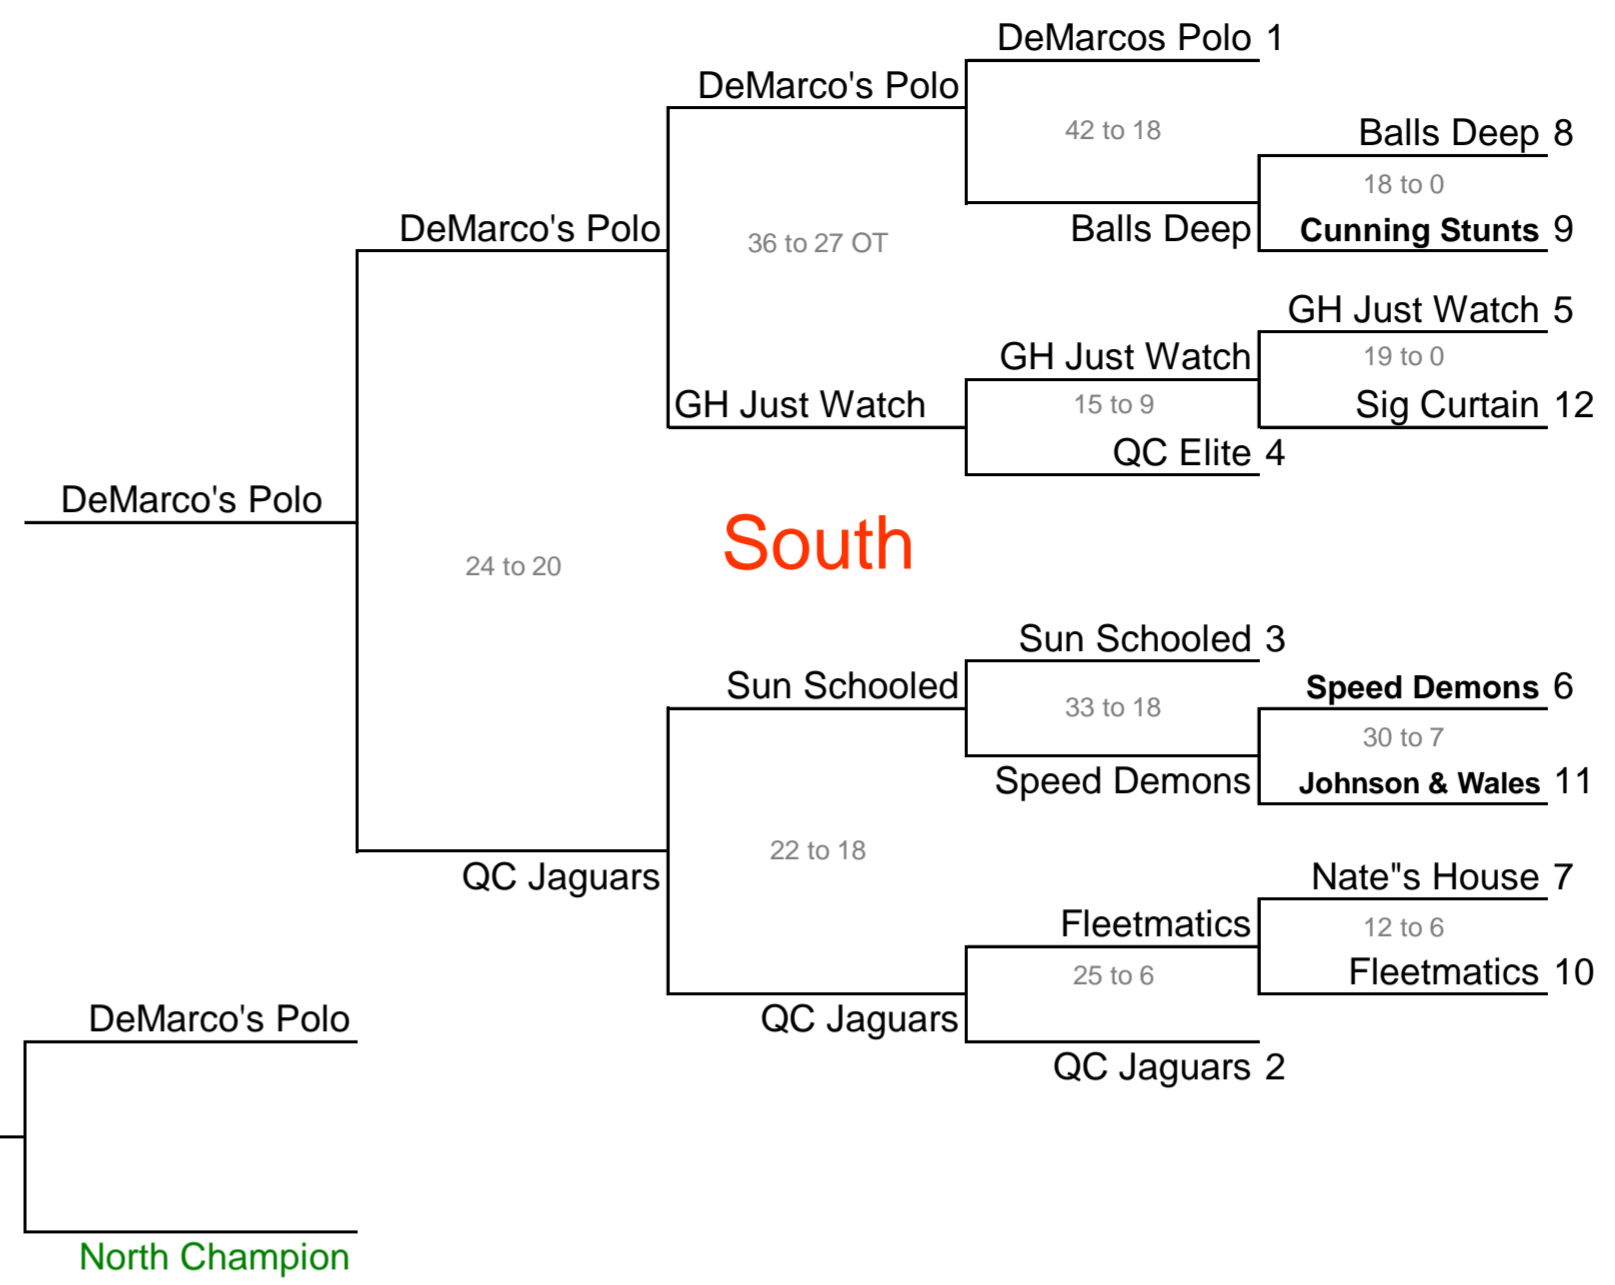 DeMarcos Polo 1
DeMarco's Polo
42 to 18
Balls Deep 8
18 to 0
DeMarco's Polo
36 to 27 OT
Balls Deep
Cunning Stunts 9
GH Just Watch 5
GH Just Watch
19 to 0
GH Just Watch
15 to 9
Sig Curtain 12
QC Elite 4
DeMarco's Polo
South
24 to 20
Sun Schooled 3
Sun Schooled
33 to 18
Speed Demons 6
30 to 7
Speed Demons
Johnson & Wales 11
22 to 18
QC Jaguars
Nate"s House 7
Fleetmatics
12 to 6
25 to 6
Fleetmatics 10
DeMarco's Polo
QC Jaguars
QC Jaguars 2
North Champion